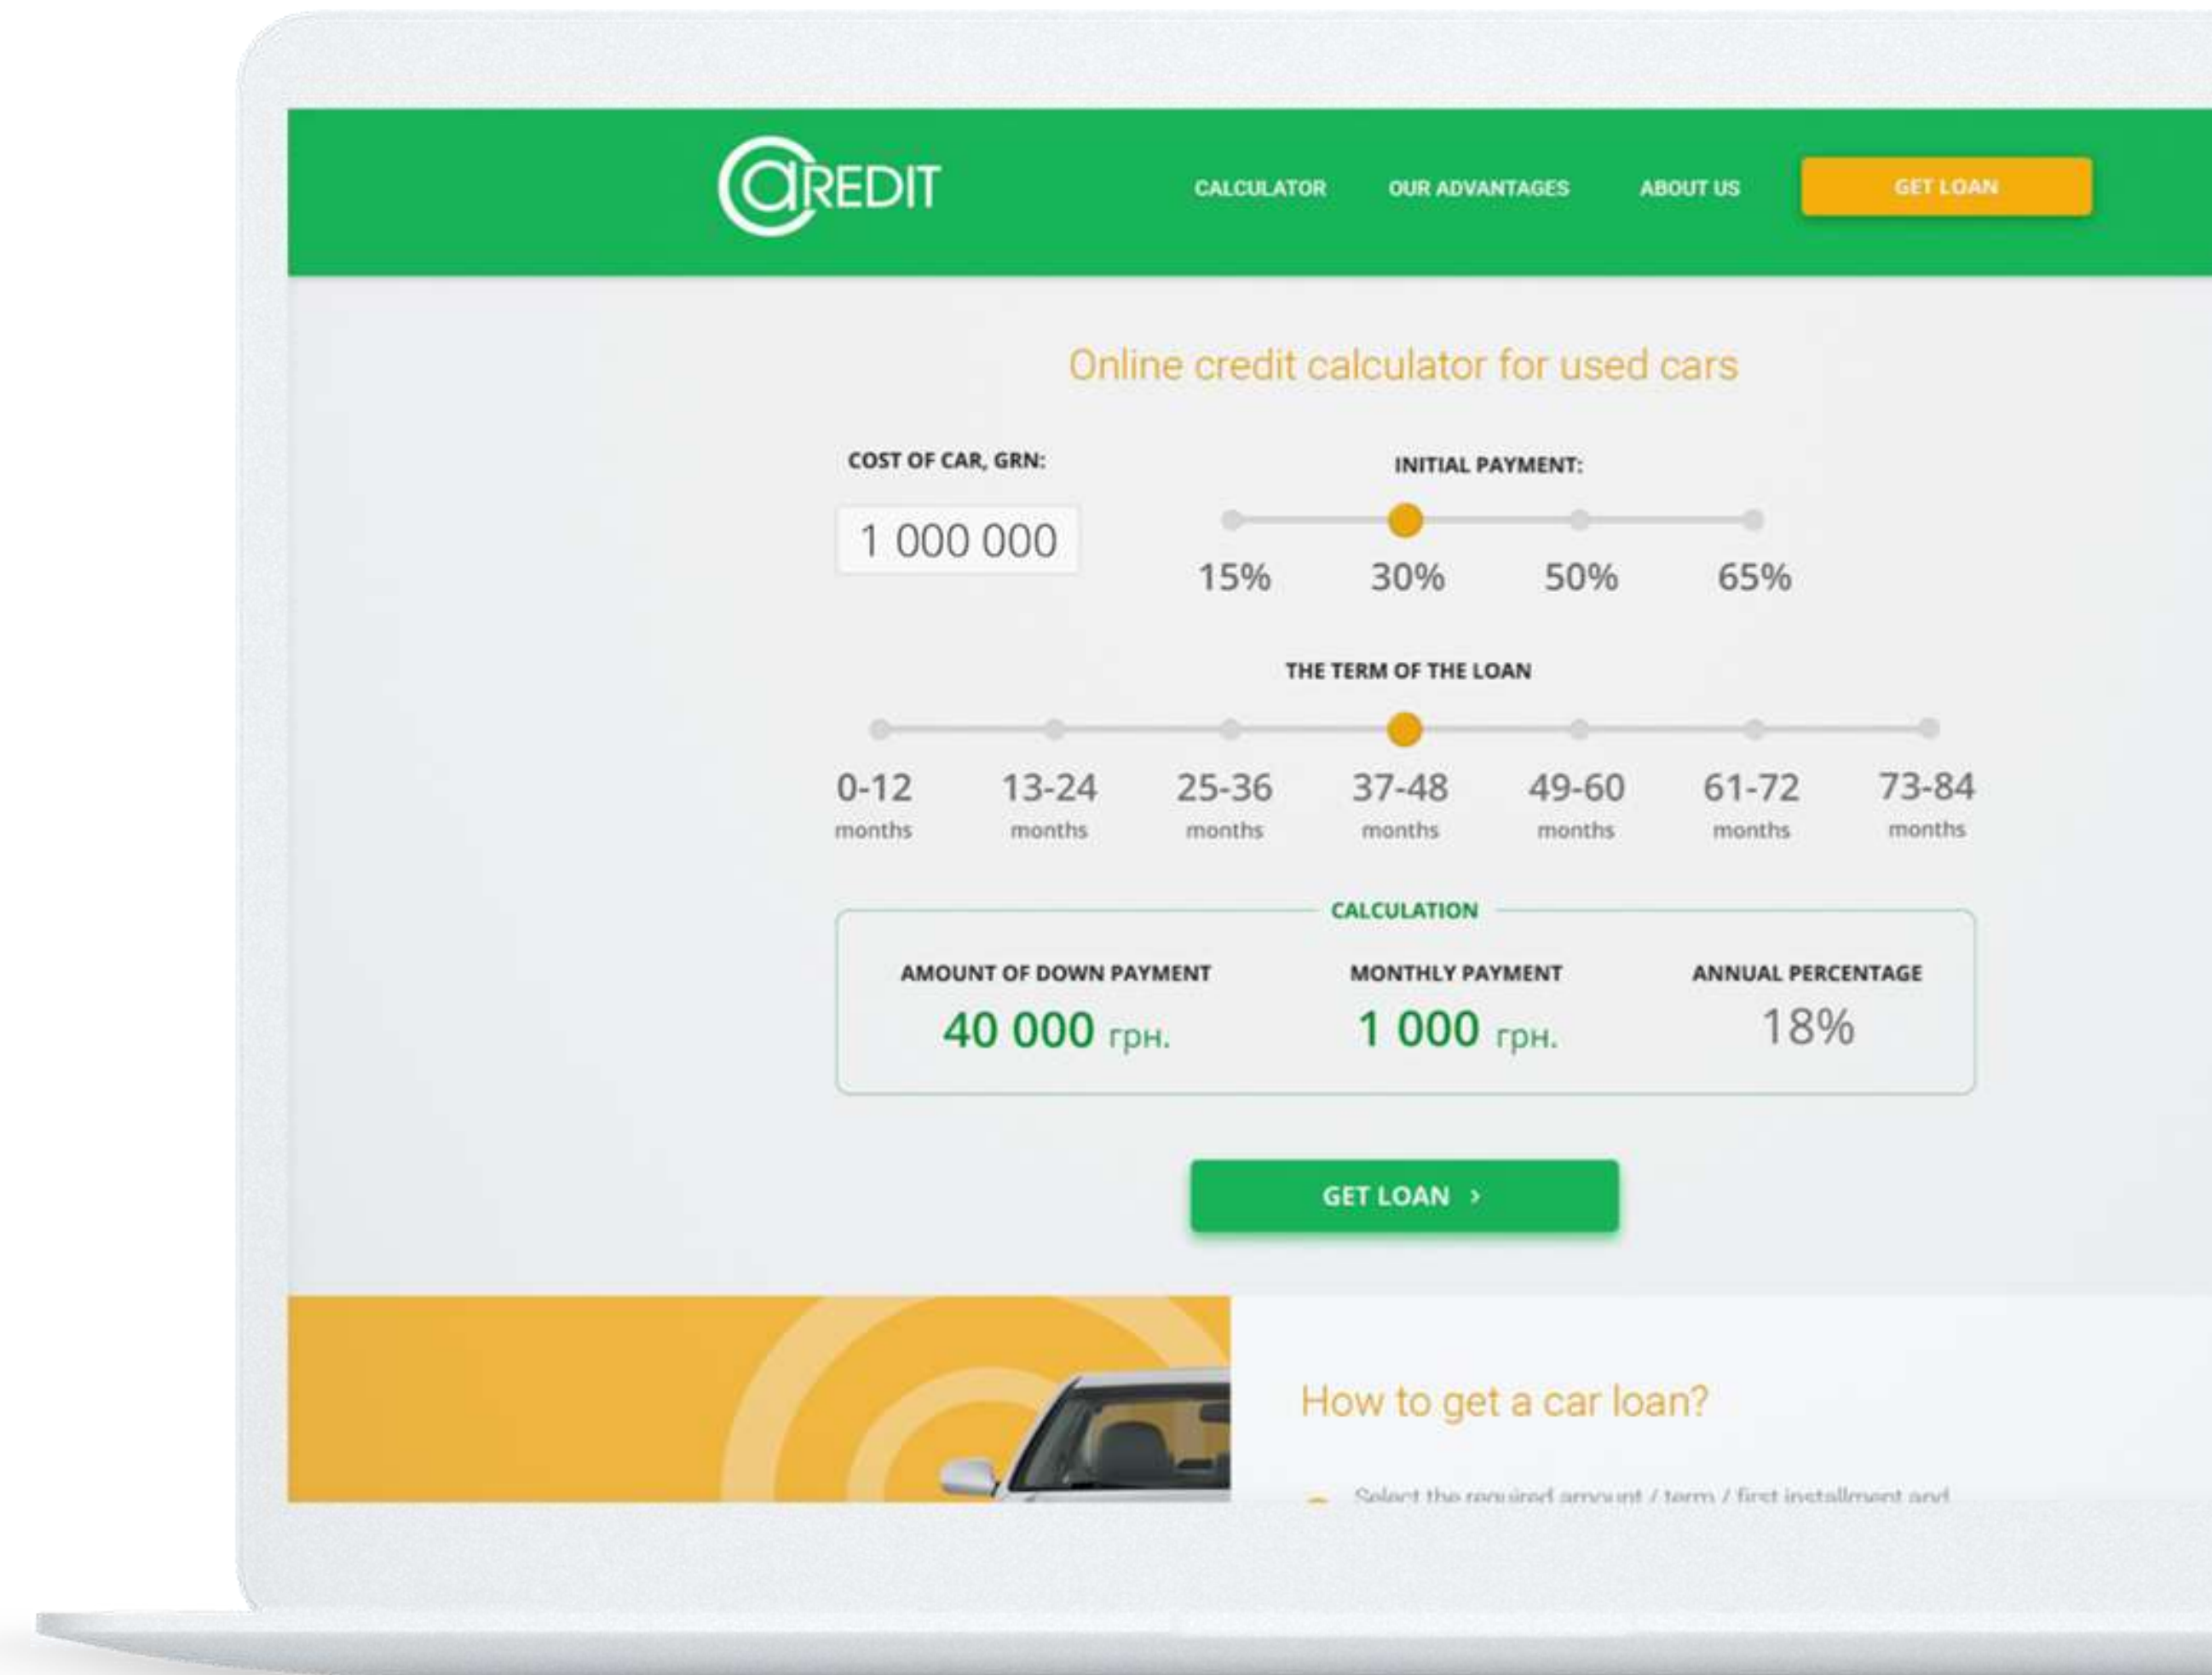 CaREDIT
CALCULATOR OUR ADVANTAGES ABOUT US GET LOAN
Online credit calculator for used cars
COST OF CAR, GRN:
1 000 000
INITIAL PAYMENT:
15% 30% 50% 65%
THE TERM OF THE LOAN
0-12 13-24 25-36 37-48 49-60 61-72 73-84
months months months months months months months
CALCULATION
AMOUNT OF DOWN PAYMENT MONTHLY PAYMENT ANNUAL PERCENTAGE
40 000 грн. 1 000 грн. 18%
GET LOAN >
How to get a car loan?
Select the required amount / term / first installment and